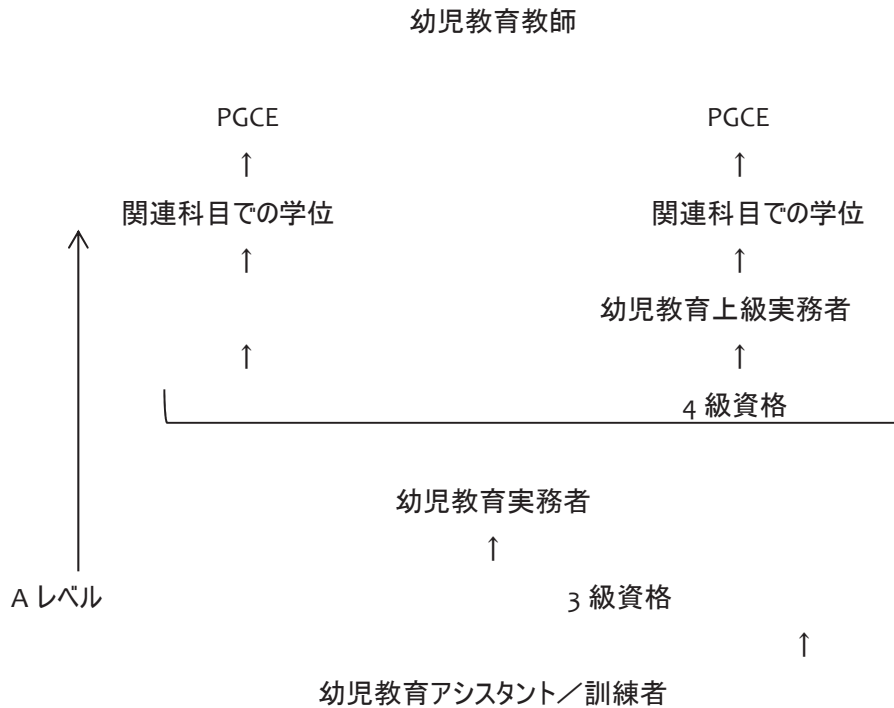 幼児教育教師
PGCE PGCE
↑ ↑
関連科目での学位 関連科目での学位
↑ ↑
幼児教育上級実務者
↑ ↑
4 級資格
幼児教育実務者
↑
A レベル 3 級資格
↑
幼児教育アシスタント／訓練者